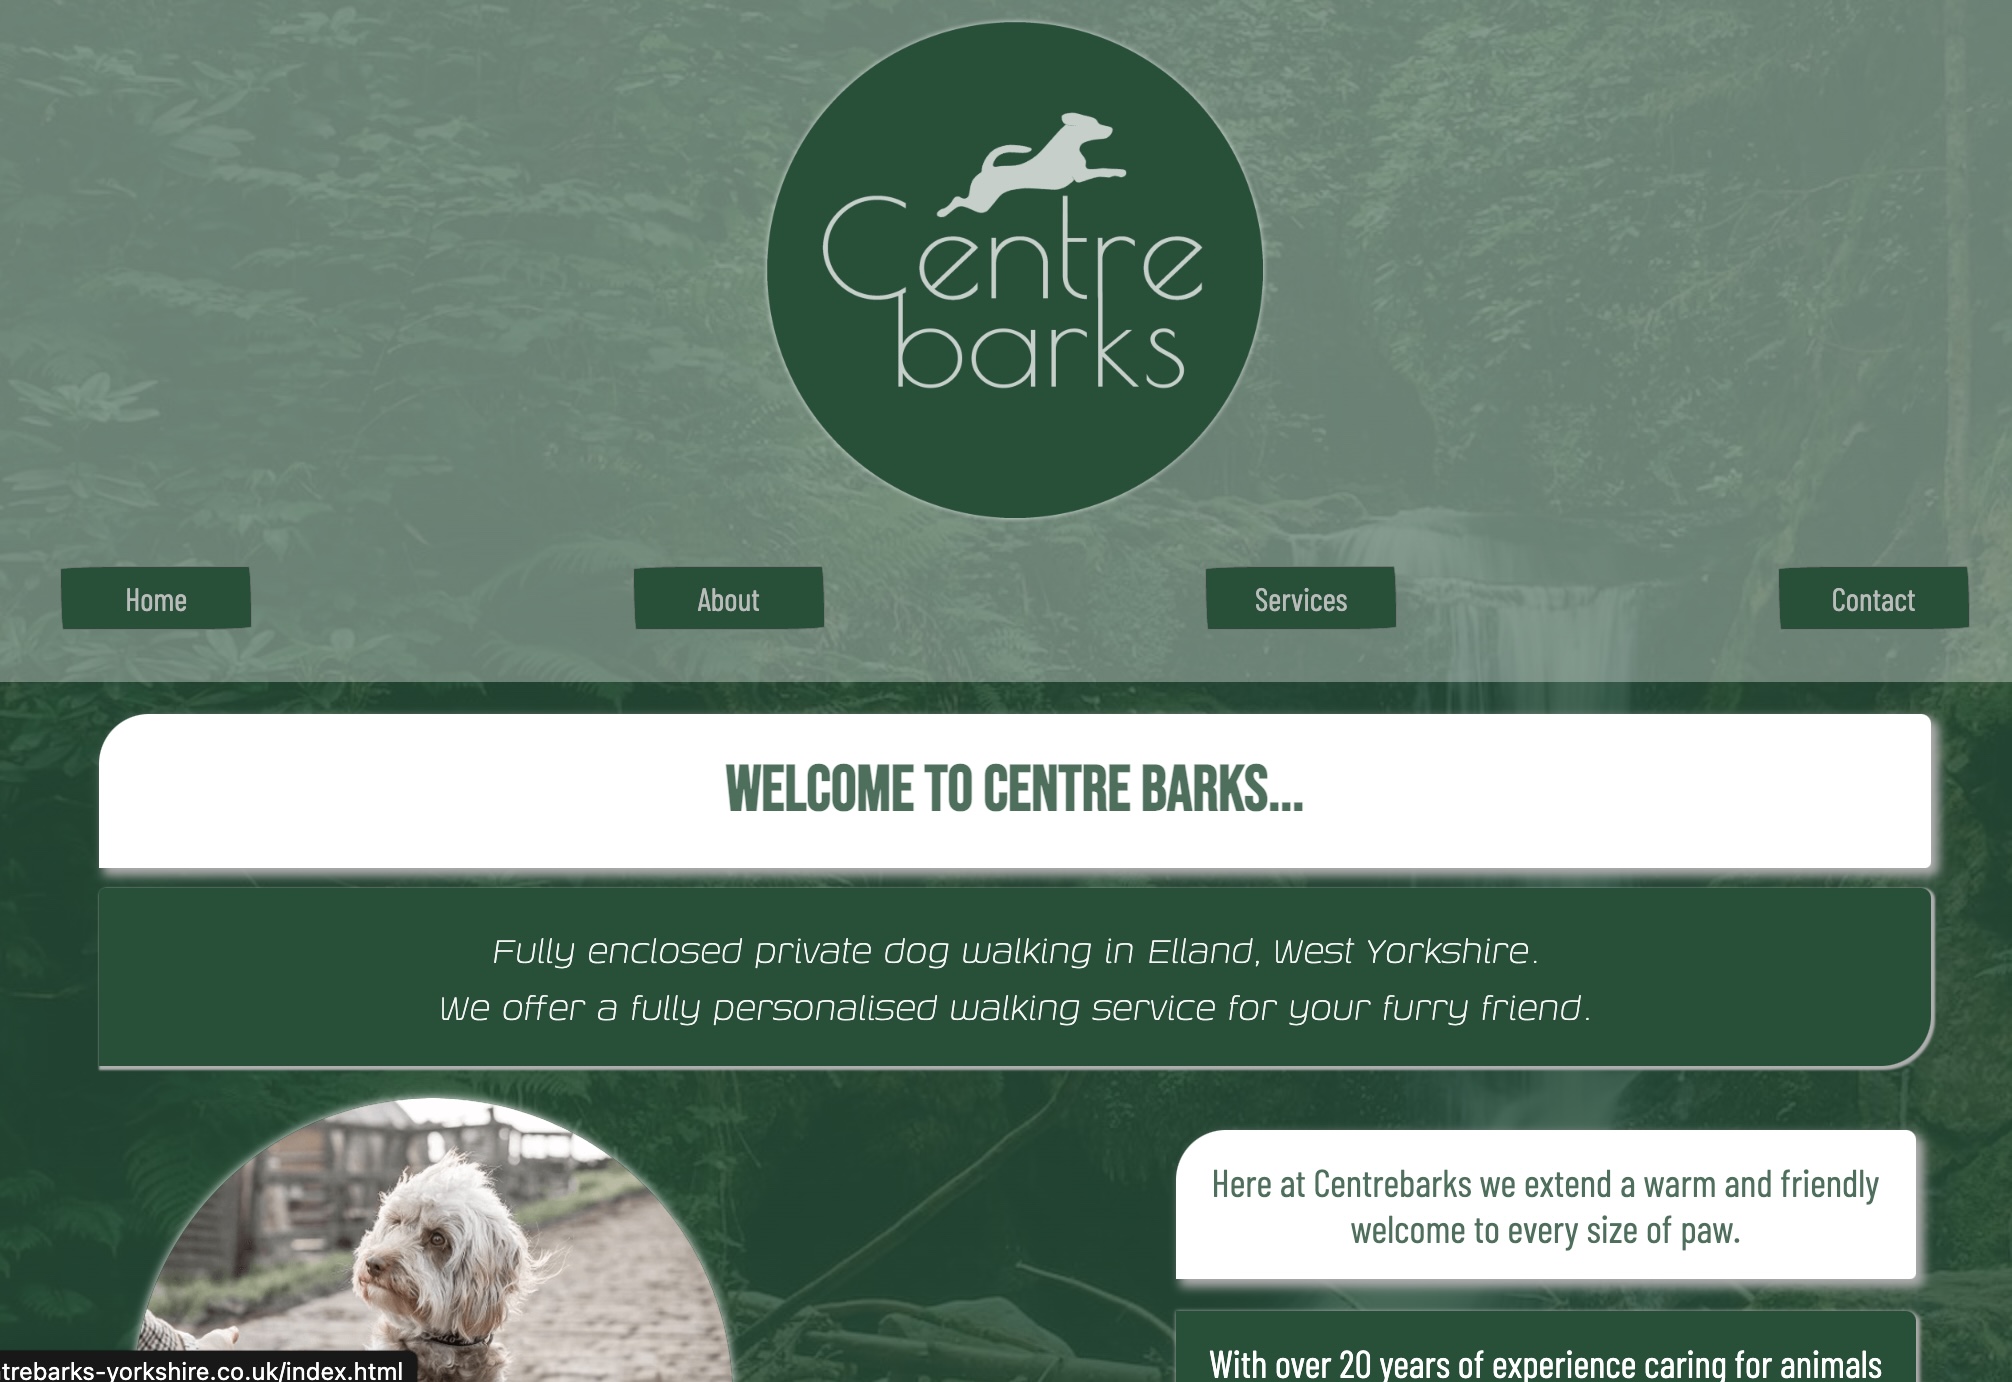 Centre
barks
Home
About
Services
Contact
WELCOME TO CENTRE BARKS...
Fully enclosed private dog walking in Elland, West Yorkshire.
We offer a fully personalised walking service for your furry friend.
Here at Centrebarks we extend a warm and friendly
welcome to every size of paw.
With over 20 years of experience caring for animals
trebarks-yorkshire.co.uk/index.html